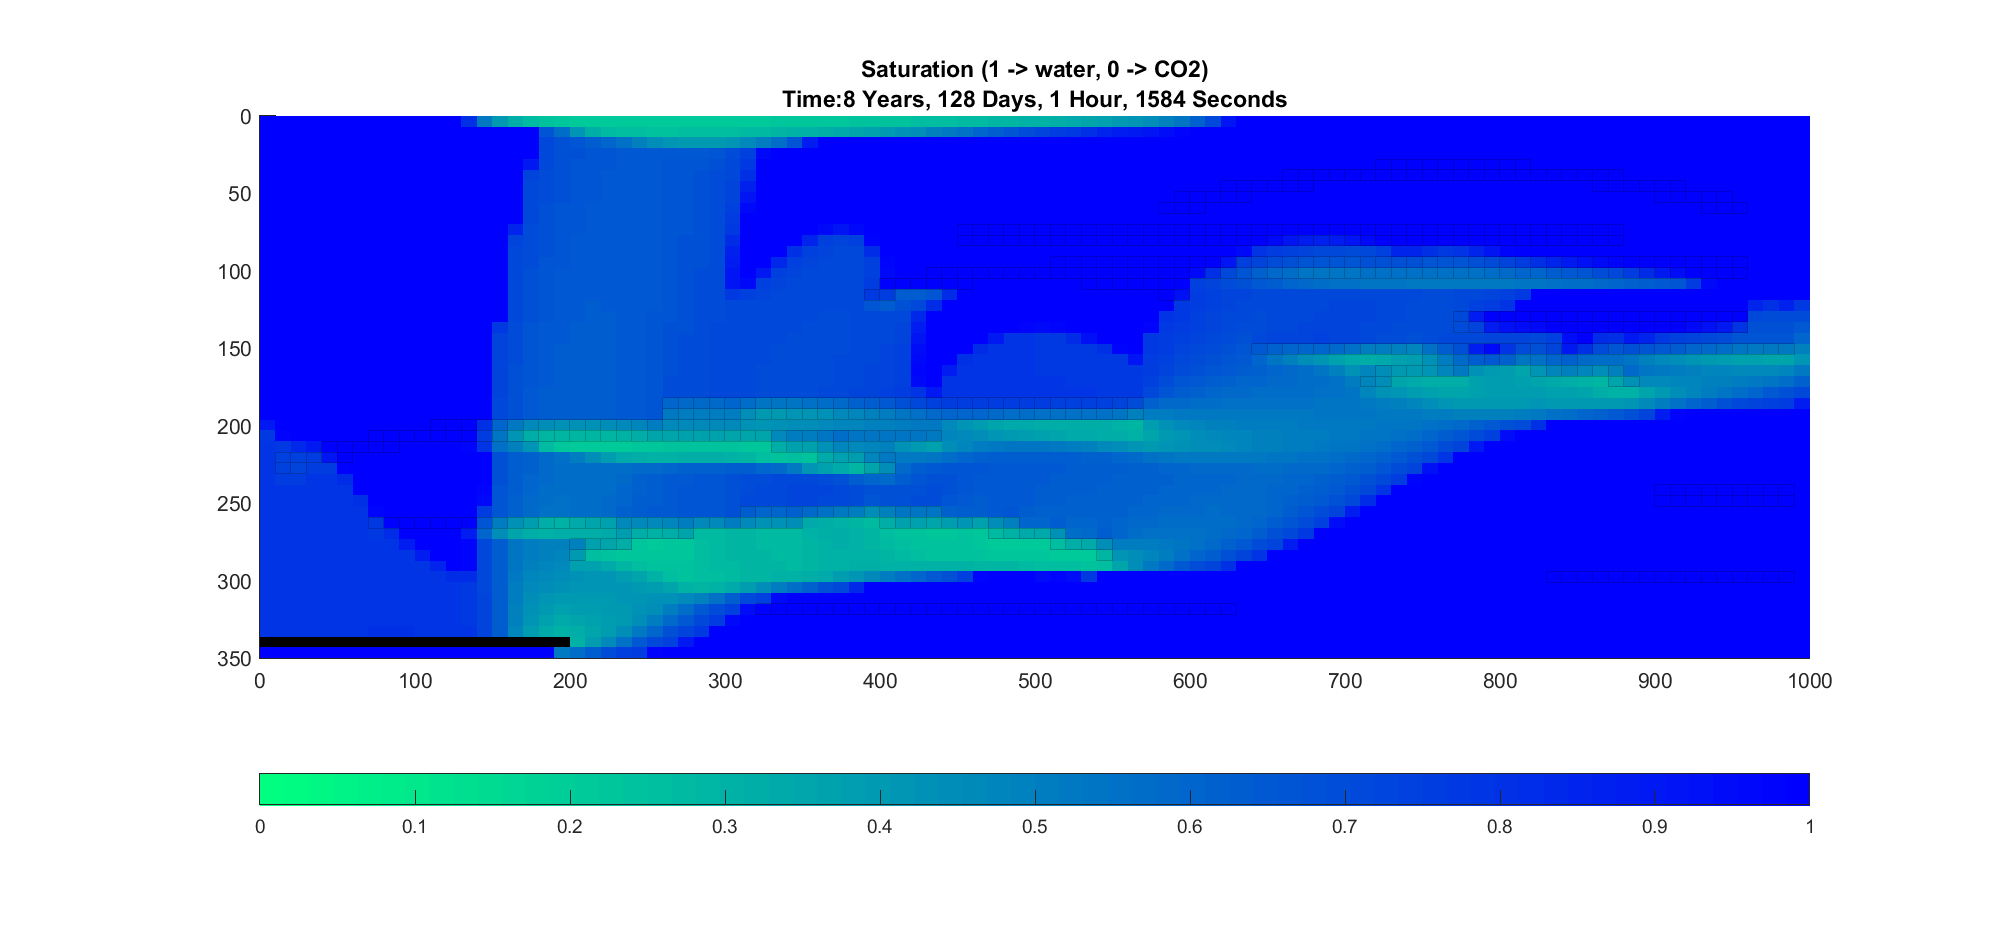 Saturation (1 -> water, 0 -> CO2)
Time:8 Years, 128 Days, 1 Hour, 1584 Seconds
0
50
100
150
200
250
300
350
0 100 200 300 400 500 600 700 800 900 1000
0 0.1 0.2 0.3 0.4 0.5 0.6 0.7 0.8 0.9 1